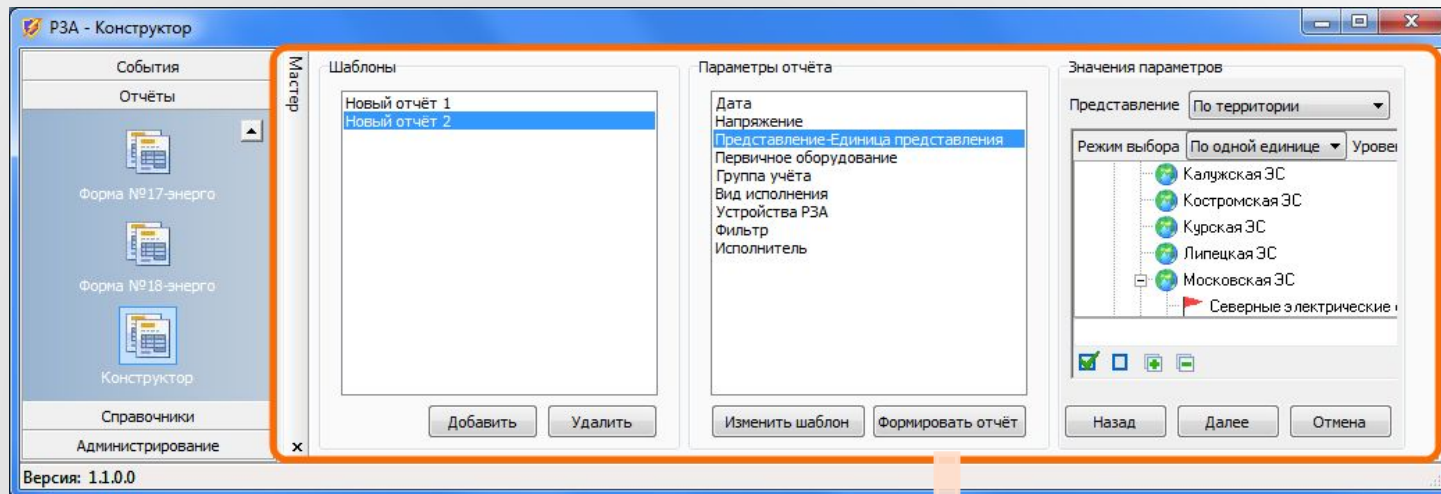 РЗА - Конструктор
События
Отчёты
Форма №17-энерго
Форма №18-энерго
Конструктор
Справочники
Администрирование
Мастер
Шаблоны
Новый отчёт 1
Новый отчёт 2
Добавить
Удалить
Параметры отчёта
Дата
Напряжение
Представление-Единица представления
Первичное оборудование
Группа учёта
Вид исполнения
Устройства РЗА
Фильтр
Исполнитель
Изменить шаблон
Формировать отчёт
Значения параметров
Представление По территории
Режим выбора По одной единице Уровен
Калужская ЭС
Костромская ЭС
Курская ЭС
Липецкая ЭС
Московская ЭС
Северные электрические
Назад
Далее
Отмена
Версия: 1.1.0.0